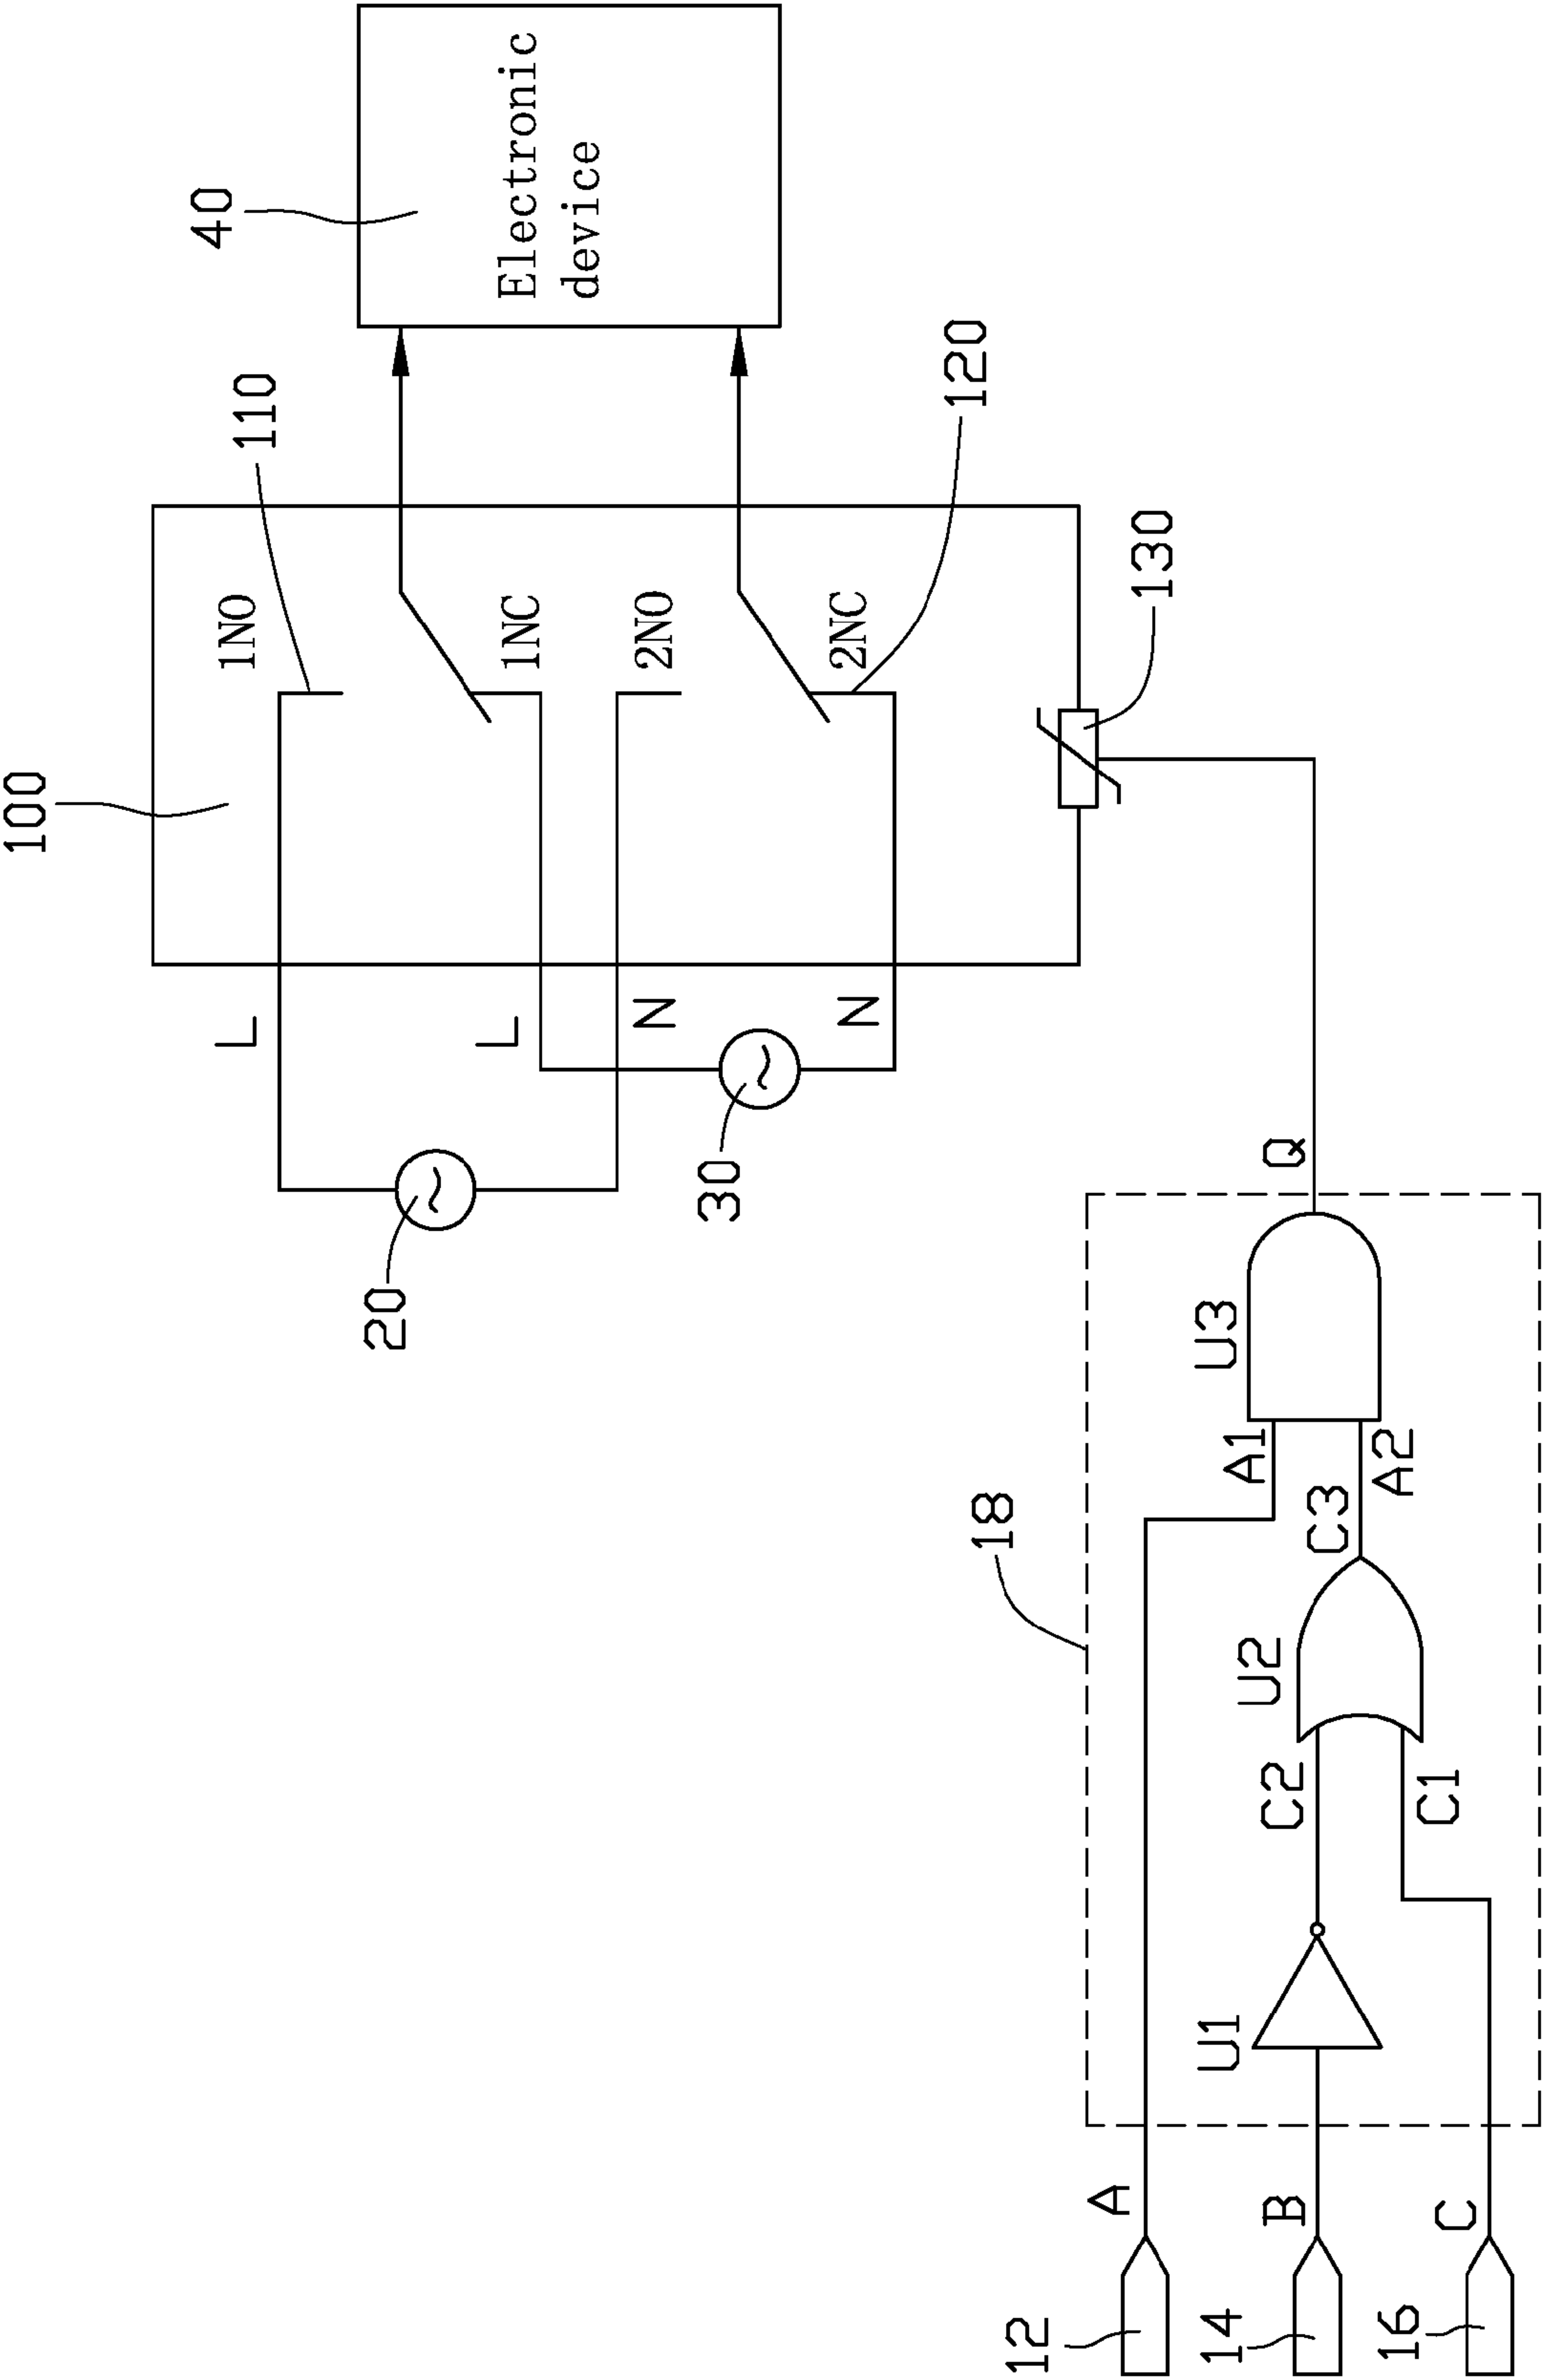 100
110
40
1NO
L
20
Electronic
device
1NC
L
2NO
N
30
2NC
N
120
130
18
12
A
A1
U3
Q
14
B
U1
C2
U2
C3
A2
16
C
C1